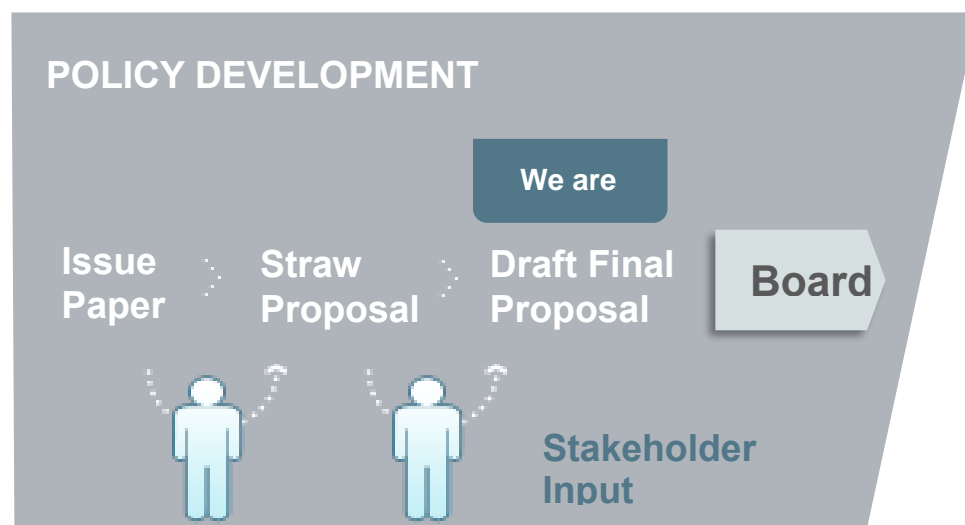 POLICY DEVELOPMENT
We are
Issue
Paper
Straw
Proposal
Draft Final
Proposal
Board
Stakeholder
Input